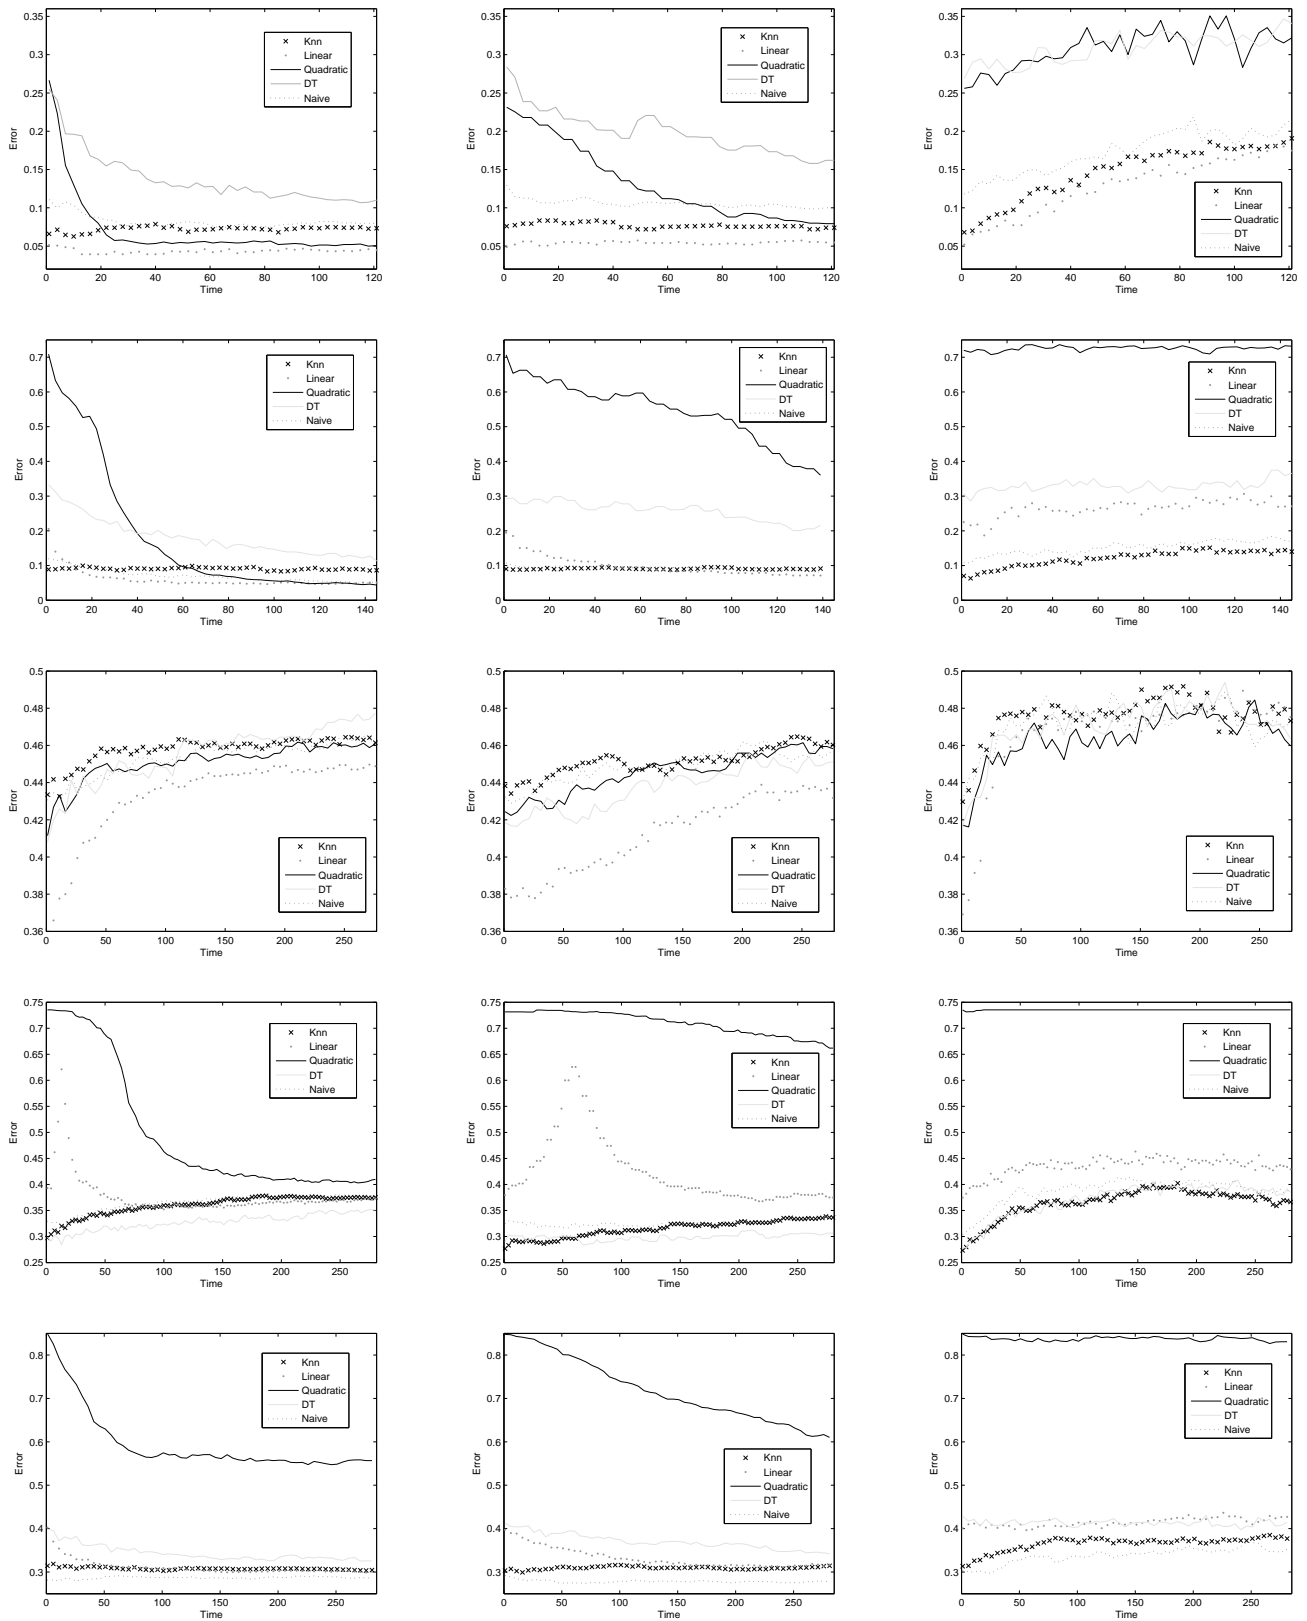 0.35
0.3
0.25
0.2
0.15
0.1
0.05
Error
Knn
Linear
Quadratic
DT
Naive
0 20 40 60 80 100 120
Time
0.35
0.3
0.25
0.2
0.15
0.1
0.05
Error
Knn
Linear
Quadratic
DT
Naive
0 20 40 60 80 100 120
Time
0.35
0.3
0.25
0.2
0.15
0.1
0.05
Error
Knn
Linear
Quadratic
DT
Naive
0 20 40 60 80 100 120
Time
0.7
0.6
0.5
0.4
0.3
0.2
0.1
0
Error
Knn
Linear
Quadratic
DT
Naive
0 20 40 60 80 100 120 140
Time
0.7
0.6
0.5
0.4
0.3
0.2
0.1
0
Error
Knn
Linear
Quadratic
DT
Naive
0 20 40 60 80 100 120 140
Time
0.7
0.6
0.5
0.4
0.3
0.2
0.1
0
Error
Knn
Linear
Quadratic
DT
Naive
0 20 40 60 80 100 120 140
Time
0.5
0.48
0.46
0.44
0.42
0.4
0.38
0.36
Error
Knn
Linear
Quadratic
DT
Naive
0 50 100 150 200 250
Time
0.5
0.48
0.46
0.44
0.42
0.4
0.38
0.36
Error
Knn
Linear
Quadratic
DT
Naive
0 50 100 150 200 250
Time
0.5
0.48
0.46
0.44
0.42
0.4
0.38
0.36
Error
Knn
Linear
Quadratic
DT
Naive
0 50 100 150 200 250
Time
0.75
0.7
0.65
0.6
0.55
0.5
0.45
0.4
0.35
0.3
0.25
Error
Knn
Linear
Quadratic
DT
Naive
0 50 100 150 200 250
Time
0.75
0.7
0.65
0.6
0.55
0.5
0.45
0.4
0.35
0.3
0.25
Error
Knn
Linear
Quadratic
DT
Naive
0 50 100 150 200 250
Time
0.75
0.7
0.65
0.6
0.55
0.5
0.45
0.4
0.35
0.3
0.25
Error
Knn
Linear
Quadratic
DT
Naive
0 50 100 150 200 250
Time
0.8
0.7
0.6
0.5
0.4
0.3
Error
Knn
Linear
Quadratic
DT
Naive
0 50 100 150 200 250
Time
0.8
0.7
0.6
0.5
0.4
0.3
Error
Knn
Linear
Quadratic
DT
Naive
0 50 100 150 200 250
Time
0.8
0.7
0.6
0.5
0.4
0.3
Error
Knn
Linear
Quadratic
DT
Naive
0 50 100 150 200 250
Time